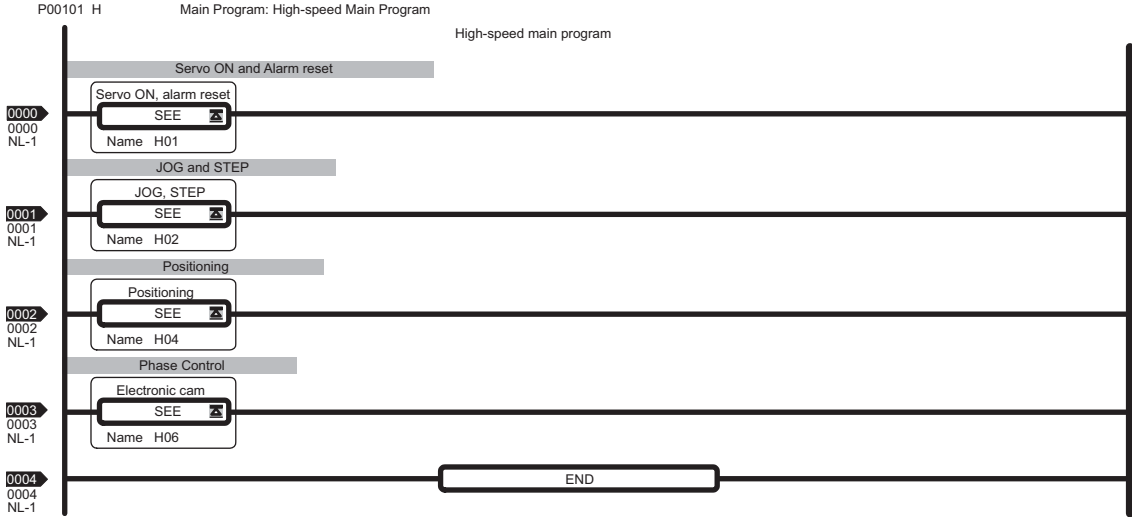 P00101 H Main Program: High-speed Main Program
High-speed main program
Servo ON and Alarm reset
Servo ON, alarm reset
0000 SEE
0000
NL-1 Name H01
JOG and STEP
JOG, STEP
0001 SEE
0001
NL-1 Name H02
Positioning
Positioning
0002 SEE
0002
NL-1 Name H04
Phase Control
Electronic cam
0003 SEE
0003
NL-1 Name H06
0004 END
0004
NL-1